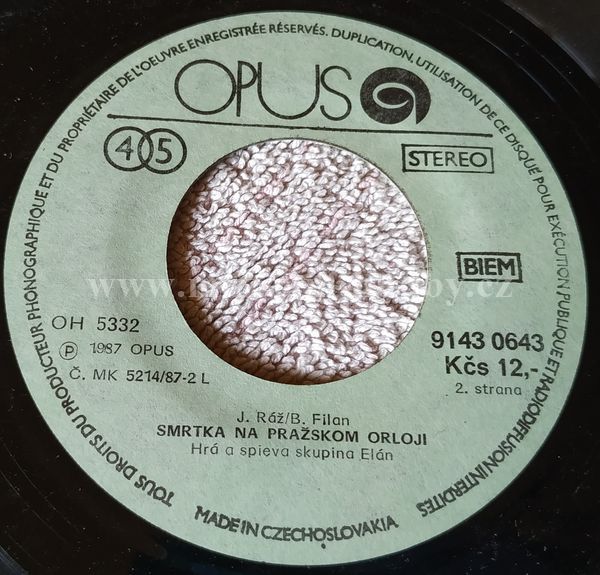 TOUS DROITS DU PRODUCTEUR PHONOGRAPHIQUE ET DU PROPRIÉTAIRE DE L'OEUVRE ENREGISTRÉE RÉSERVÉS. DUPLICATION, UTILISATION DE CE DISQUE POUR EXÉCUTION PUBLIQUE ET RADIODIFFUSION INTERDITES
OPUS
45
STEREO
BIEM
OH 5332
Ⓟ 1987 OPUS
Č. MK 5214/87-2 L
9143 0643
Kčs 12,-
2. strana
J. Ráž/B. Filan
SMRTKA NA PRAŽSKOM ORLOJI
Hrá a spieva skupina Elán
MADE IN CZECHOSLOVAKIA